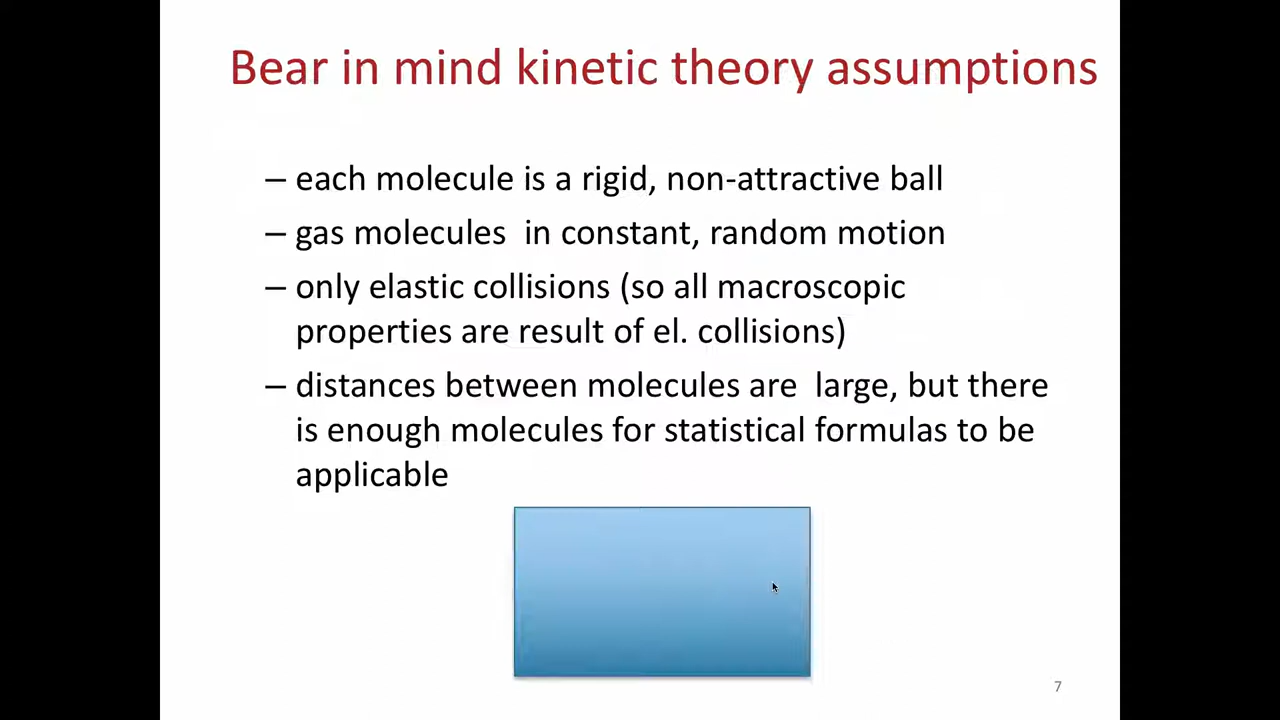 Bear in mind kinetic theory assumptions
– each molecule is a rigid, non-attractive ball
– gas molecules  in constant, random motion
– only elastic collisions (so all macroscopic
properties are result of el. collisions)
– distances between molecules are  large, but there
is enough molecules for statistical formulas to be
applicable
7